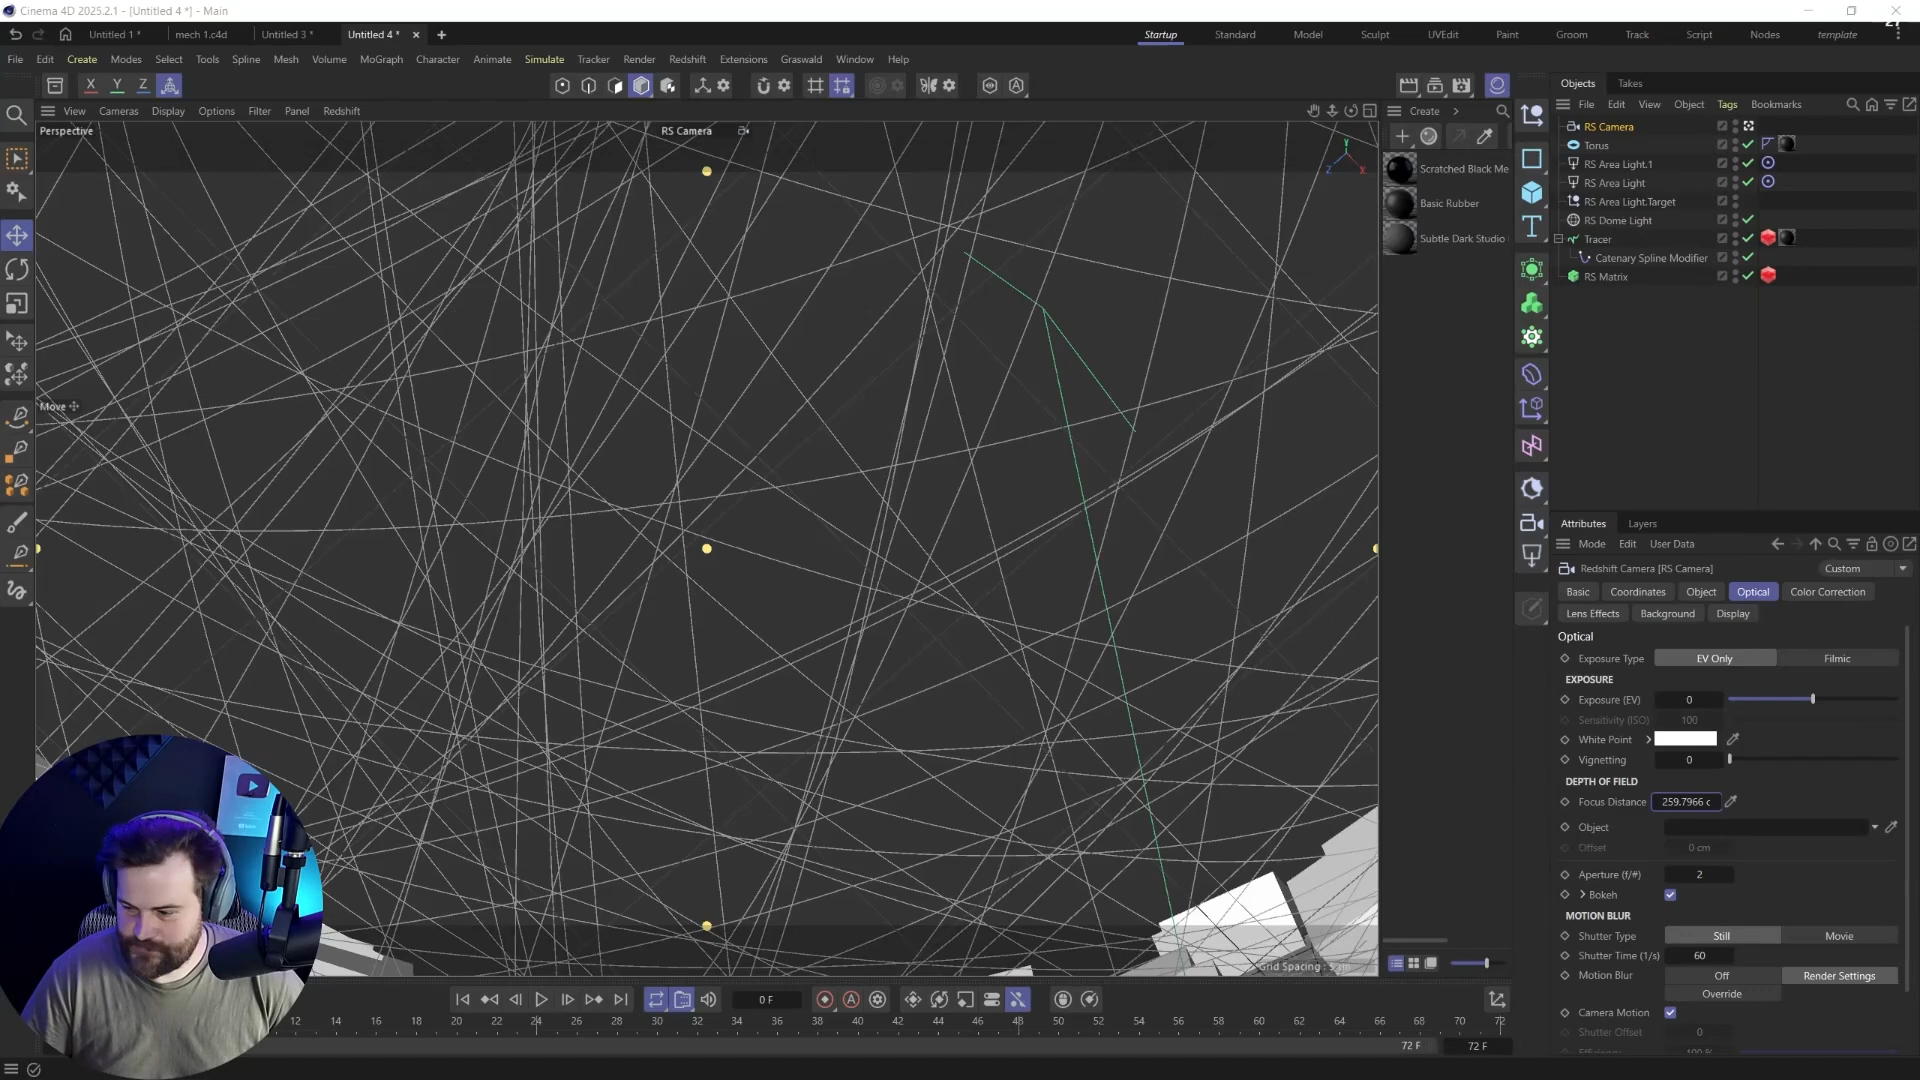 Cinema 4D 2025.2.1 - [Untitled 4 *] - Main
Untitled 1 * mech 1.c4d Untitled 3 * Untitled 4 * Startup Standard Model Sculpt UVEdit Paint Groom Track Script Nodes template
File Edit Create Modes Select Tools Spline Mesh Volume MoGraph Character Animate Simulate Tracker Render Redshift Extensions Graswald Window Help
X Y Z
Objects Takes
View Cameras Display Options Filter Panel Redshift
Create
File Edit View Object Tags Bookmarks
Perspective
RS Camera
Y
Z
X
Scratched Black Me
Basic Rubber
Subtle Dark Studio
RS Camera
Torus
RS Area Light.1
RS Area Light
RS Area Light.Target
RS Dome Light
Tracer
Catenary Spline Modifier
RS Matrix
Move
Attributes Layers
Mode Edit User Data
Redshift Camera [RS Camera] Custom
Basic Coordinates Object Optical Color Correction
Lens Effects Background Display
Optical
Exposure Type EV Only Filmic
EXPOSURE
Exposure (EV) 0
Sensitivity (ISO) 100
White Point
Vignetting 0
DEPTH OF FIELD
Focus Distance 259.7966 c
Object
Offset 0 cm
Aperture (f/#) 2
Bokeh
MOTION BLUR
Shutter Type Still Movie
Shutter Time (1/s) 60
Motion Blur Off Render Settings
Override
Camera Motion
Shutter Offset 0
Grid Spacing : 5
0 F
12 14 16 18 20 22 24 26 28 30 32 34 36 38 40 42 44 46 48 50 52 54 56 58 60 62 64 66 68 70 72
72 F 72 F